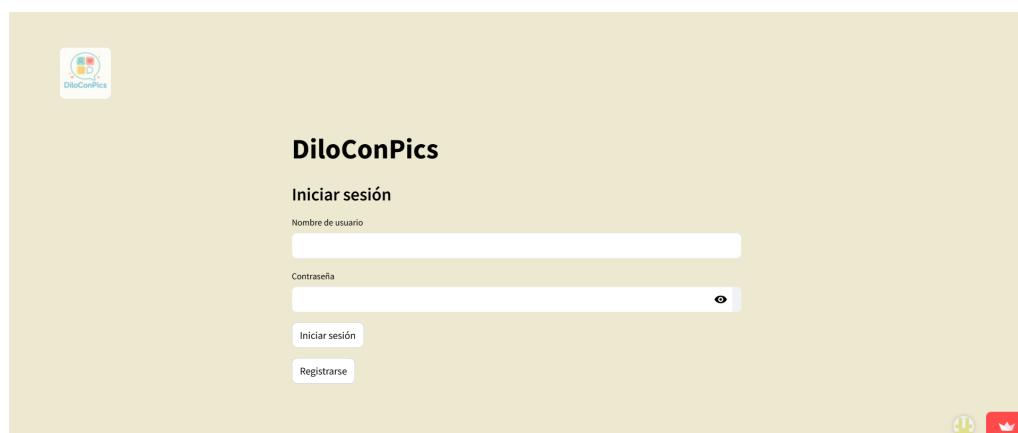 DiloConPics
DiloConPics
Iniciar sesión
Nombre de usuario
Contraseña
Iniciar sesión
Registrarse